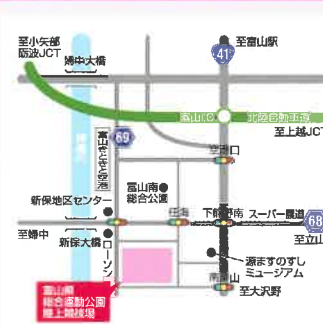 至小矢部
砺波JCT
婦中大橋
至富山駅
41
富山I.C.
北陸自動車道
至上越JCT
富山きときと空港
69
空港口
富山南
総合公園
新保地区センター
任海
下熊野南
スーパー農道
68
至婦中
新保大橋
至立山
ローソン
源ますのすし
ミュージアム
富山県
総合運動公園
陸上競技場
至大沢野